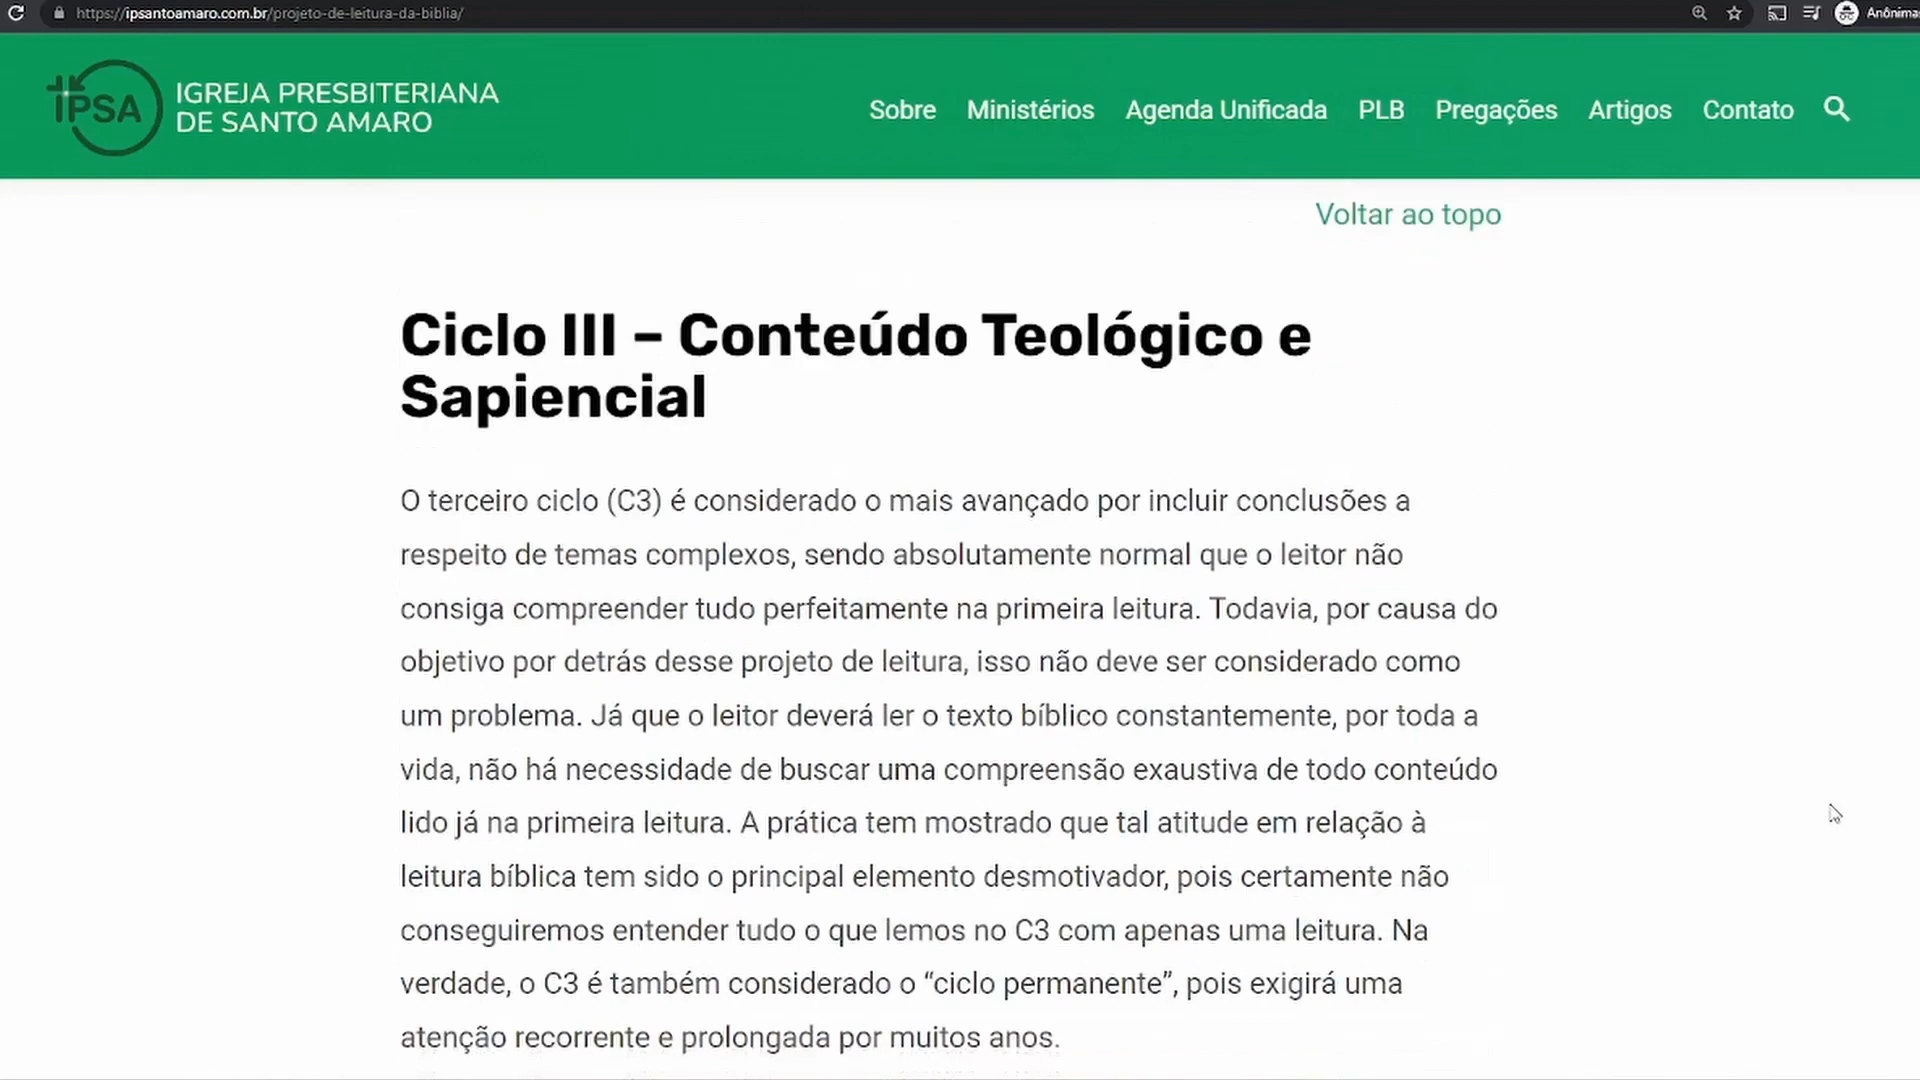 https://ipsantoamaro.com.br/projeto-de-leitura-da-biblia/
Anônima
IPSA
IGREJA PRESBITERIANA
DE SANTO AMARO
Sobre Ministérios Agenda Unificada PLB Pregações Artigos Contato
Voltar ao topo
Ciclo III – Conteúdo Teológico e
Sapiencial
O terceiro ciclo (C3) é considerado o mais avançado por incluir conclusões a
respeito de temas complexos, sendo absolutamente normal que o leitor não
consiga compreender tudo perfeitamente na primeira leitura. Todavia, por causa do
objetivo por detrás desse projeto de leitura, isso não deve ser considerado como
um problema. Já que o leitor deverá ler o texto bíblico constantemente, por toda a
vida, não há necessidade de buscar uma compreensão exaustiva de todo conteúdo
lido já na primeira leitura. A prática tem mostrado que tal atitude em relação à
leitura bíblica tem sido o principal elemento desmotivador, pois certamente não
conseguiremos entender tudo o que lemos no C3 com apenas uma leitura. Na
verdade, o C3 é também considerado o “ciclo permanente”, pois exigirá uma
atenção recorrente e prolongada por muitos anos.